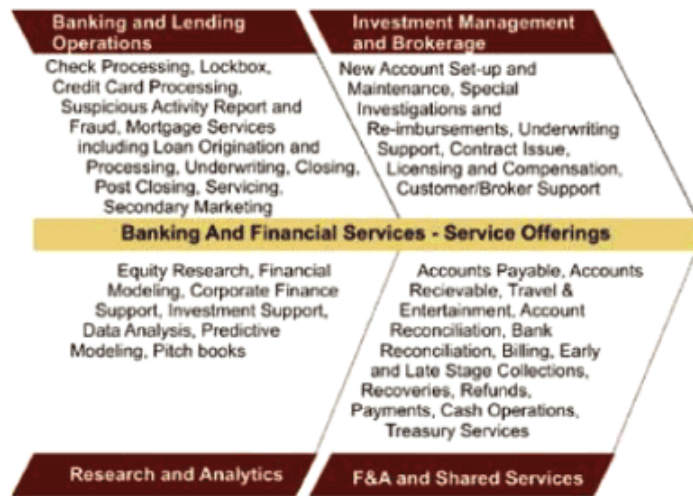 Banking and Lending
Operations
Check Processing, Lockbox,
Credit Card Processing,
Suspicious Activity Report and
Fraud, Mortgage Services
including Loan Origination and
Processing, Underwriting, Closing,
Post Closing, Servicing,
Secondary Marketing
Investment Management
and Brokerage
New Account Set-up and
Maintenance, Special
Investigations and
Re-imbursements, Underwriting
Support, Contract Issue,
Licensing and Compensation,
Customer/Broker Support
Banking And Financial Services - Service Offerings
Equity Research, Financial
Modeling, Corporate Finance
Support, Investment Support,
Data Analysis, Predictive
Modeling, Pitch books
Research and Analytics
Accounts Payable, Accounts
Recievable, Travel &
Entertainment, Account
Reconciliation, Bank
Reconciliation, Billing, Early
and Late Stage Collections,
Recoveries, Refunds,
Payments, Cash Operations,
Treasury Services
F&A and Shared Services